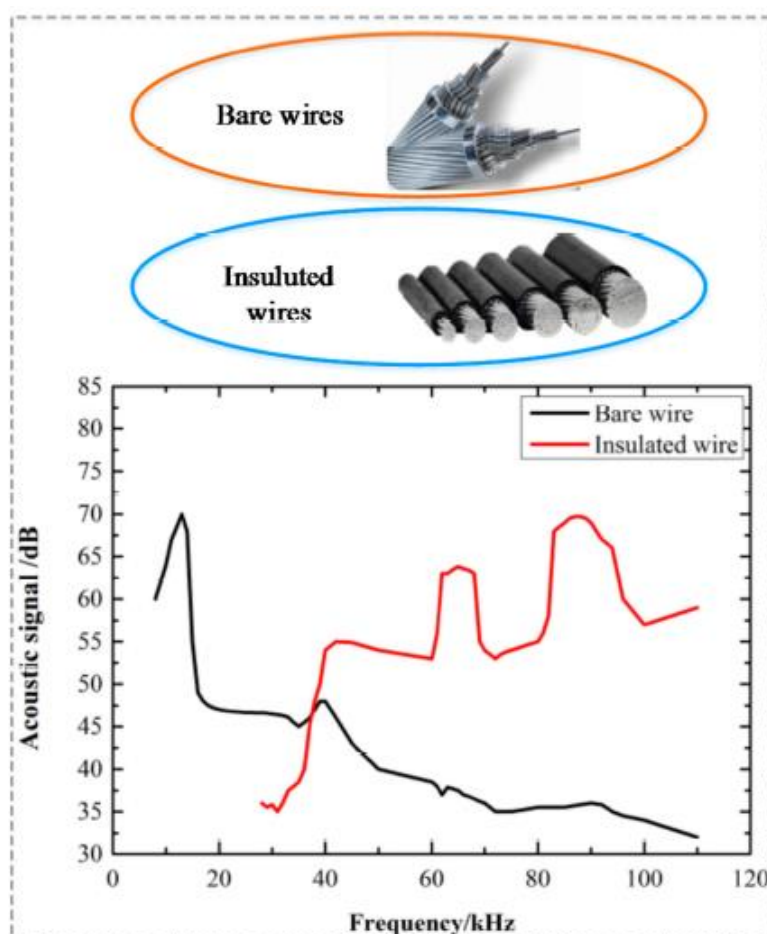 Bare wires
Insuluted
wires
85
80
75
70
65
60
55
50
45
40
35
30
Acoustic signal /dB
Bare wire
Insulated wire
0
20
40
60
80
100
120
Frequency/kHz